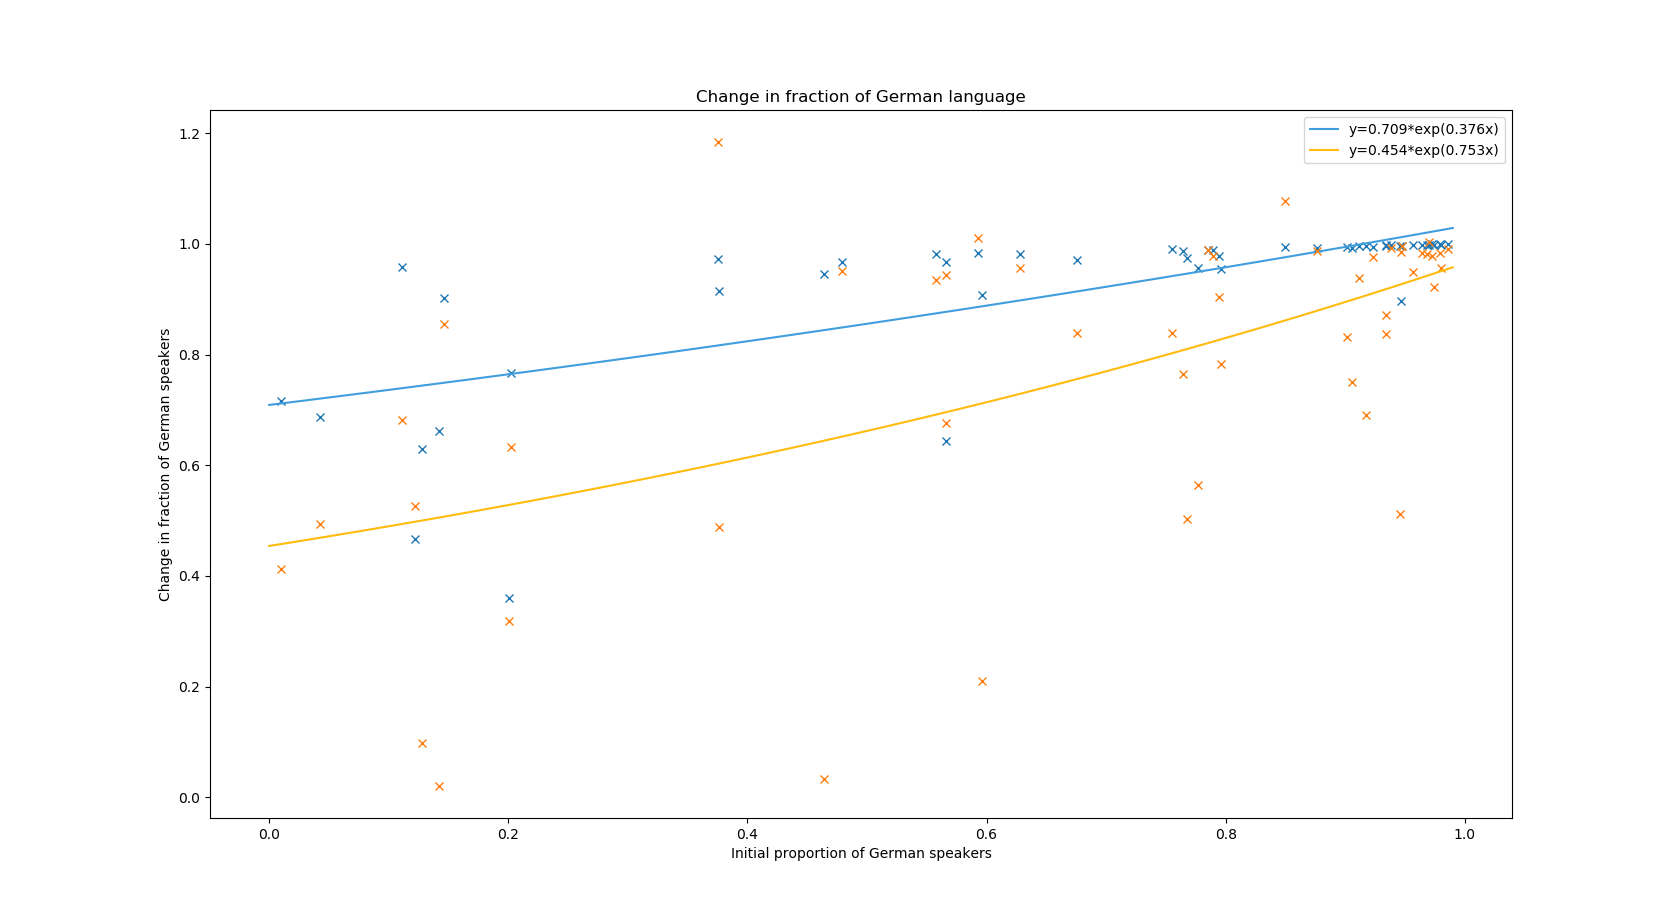 Change in fraction of German language
y=0.709*exp(0.376x)
y=0.454*exp(0.753x)
Change in fraction of German speakers
1.2
1.0
0.8
0.6
0.4
0.2
0.0
0.0 0.2 0.4 0.6 0.8 1.0
Initial proportion of German speakers